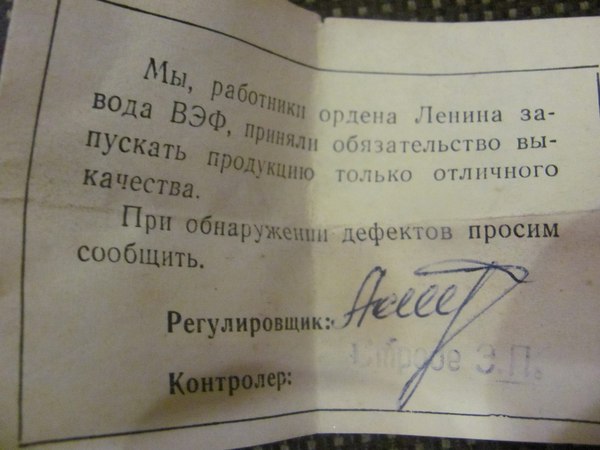 Мы, работники ордена Ленина за-
вода ВЭФ, приняли обязательство вы-
пускать продукцию только отличного
качества.
При обнаружении дефектов просим
сообщить.
Регулировщик:
Контролер: